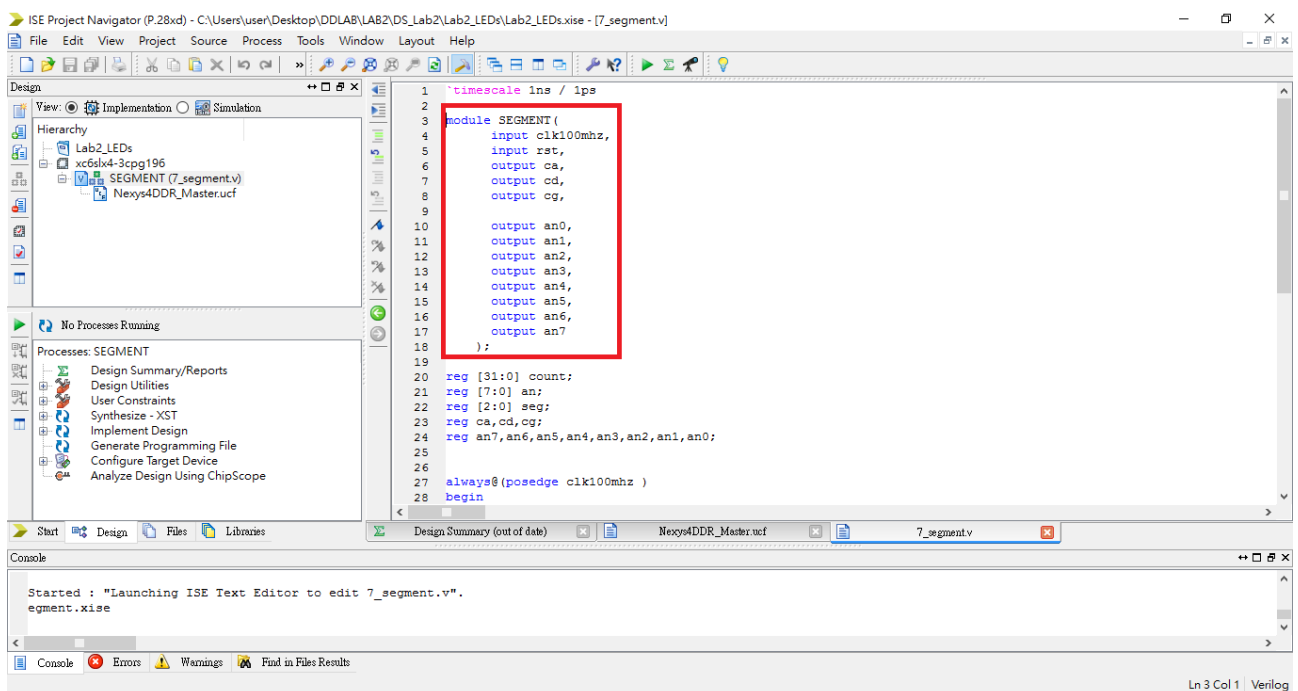 ISE Project Navigator (P.28xd) - C:\Users\user\Desktop\DDLAB\LAB2\DS_Lab2\Lab2_LEDs\Lab2_LEDs.xise - [7_segment.v]
File Edit View Project Source Process Tools Window Layout Help
Design
View: Implementation Simulation
Hierarchy
Lab2_LEDs
xc6slx4-3cpg196
SEGMENT (7_segment.v)
Nexys4DDR_Master.ucf
No Processes Running
Processes: SEGMENT
Design Summary/Reports
Design Utilities
User Constraints
Synthesize - XST
Implement Design
Generate Programming File
Configure Target Device
Analyze Design Using ChipScope
Start Design Files Libraries
1 `timescale 1ns / 1ps
2
3 module SEGMENT(
4 input clk100mhz,
5 input rst,
6 output ca,
7 output cd,
8 output cg,
9
10 output an0,
11 output an1,
12 output an2,
13 output an3,
14 output an4,
15 output an5,
16 output an6,
17 output an7
18 );
19
20 reg [31:0] count;
21 reg [7:0] an;
22 reg [2:0] seg;
23 reg ca,cd,cg;
24 reg an7,an6,an5,an4,an3,an2,an1,an0;
25
26
27 always@(posedge clk100mhz )
28 begin
Design Summary (out of date) Nexys4DDR_Master.ucf 7_segment.v
Console
Started : "Launching ISE Text Editor to edit 7_segment.v".
egment.xise
Console Errors Warnings Find in Files Results
Ln 3 Col 1 Verilog